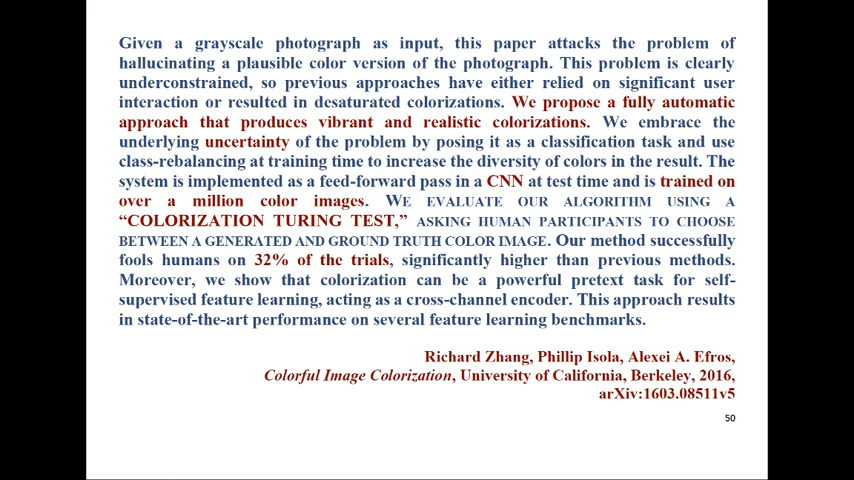 Given a grayscale photograph as input, this paper attacks the problem of
hallucinating a plausible color version of the photograph. This problem is clearly
underconstrained, so previous approaches have either relied on significant user
interaction or resulted in desaturated colorizations. We propose a fully automatic
approach that produces vibrant and realistic colorizations. We embrace the
underlying uncertainty of the problem by posing it as a classification task and use
class-rebalancing at training time to increase the diversity of colors in the result. The
system is implemented as a feed-forward pass in a CNN at test time and is trained on
over a million color images. WE EVALUATE OUR ALGORITHM USING A
“COLORIZATION TURING TEST,” ASKING HUMAN PARTICIPANTS TO CHOOSE
BETWEEN A GENERATED AND GROUND TRUTH COLOR IMAGE. Our method successfully
fools humans on 32% of the trials, significantly higher than previous methods.
Moreover, we show that colorization can be a powerful pretext task for self-
supervised feature learning, acting as a cross-channel encoder. This approach results
in state-of-the-art performance on several feature learning benchmarks.
Richard Zhang, Phillip Isola, Alexei A. Efros,
Colorful Image Colorization, University of California, Berkeley, 2016,
arXiv:1603.08511v5
50